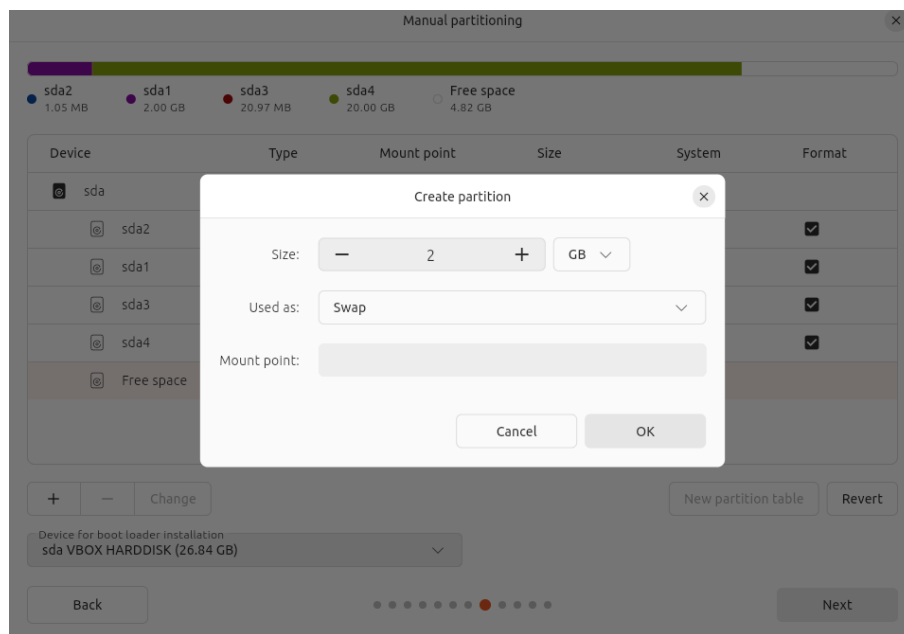 Manual partitioning
sda2
1.05 MB
sda1
2.00 GB
sda3
20.97 MB
sda4
20.00 GB
Free space
4.82 GB
Device Type Mount point Size System Format
sda
Create partition
sda2
sda1
sda3
sda4
Free space
Size: − 2 + GB
Used as: Swap
Mount point:
Cancel OK
+ − Change New partition table Revert
Device for boot loader installation
sda VBOX HARDDISK (26.84 GB)
Back Next